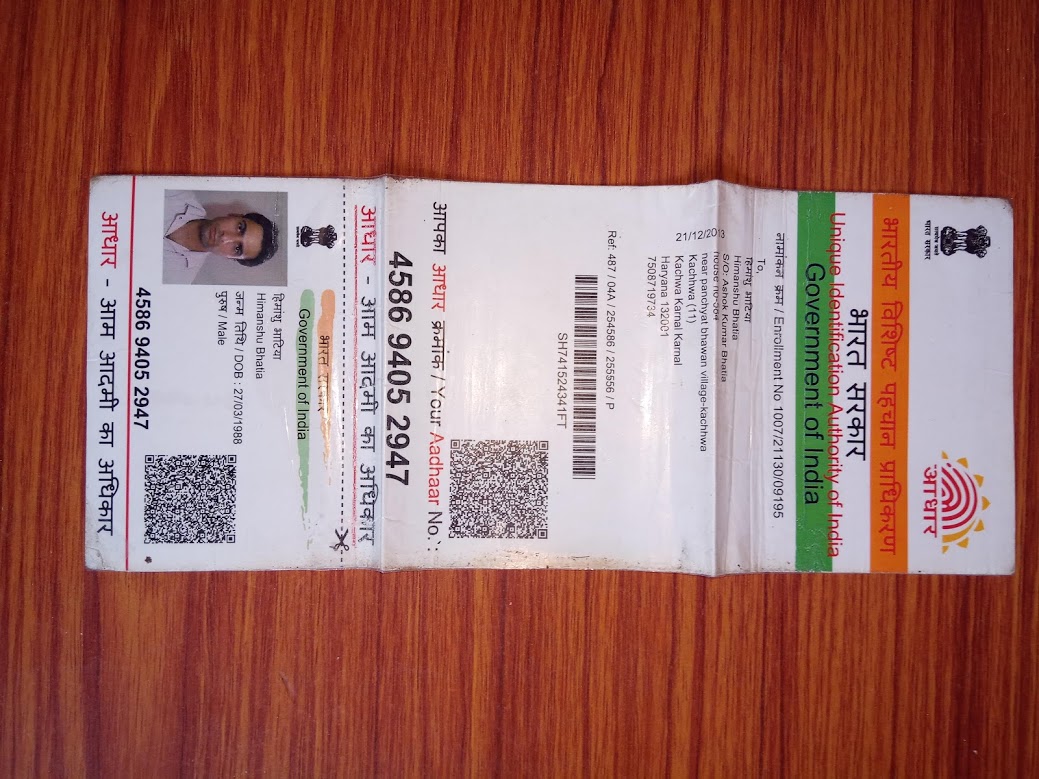 भारत सरकार
आधार
भारतीय विशिष्ट पहचान प्राधिकरण
भारत सरकार
Unique Identification Authority of India
Government of India
नामांकन क्रम / Enrollment No 1007/21130/09195
To,
हिमांशु भाटिया
Himanshu Bhatia
S/O: Ashok Kumar Bhatia
house no-364
near panchyat bhawan village-kachhwa
Kachhwa (11)
Kachwa Karnal Karnal
Haryana 132001
7508719734
21/12/2013
Ref: 487 / 04A / 254586 / 255556 / P
SH741524341FT
आपका आधार क्रमांक / Your Aadhaar No. :
4586 9405 2947
आधार - आम आदमी का अधिकार
भारत सरकार
Government of India
हिमांशु भाटिया
Himanshu Bhatia
जन्म तिथि / DOB : 27/03/1988
पुरुष / Male
4586 9405 2947
आधार - आम आदमी का अधिकार